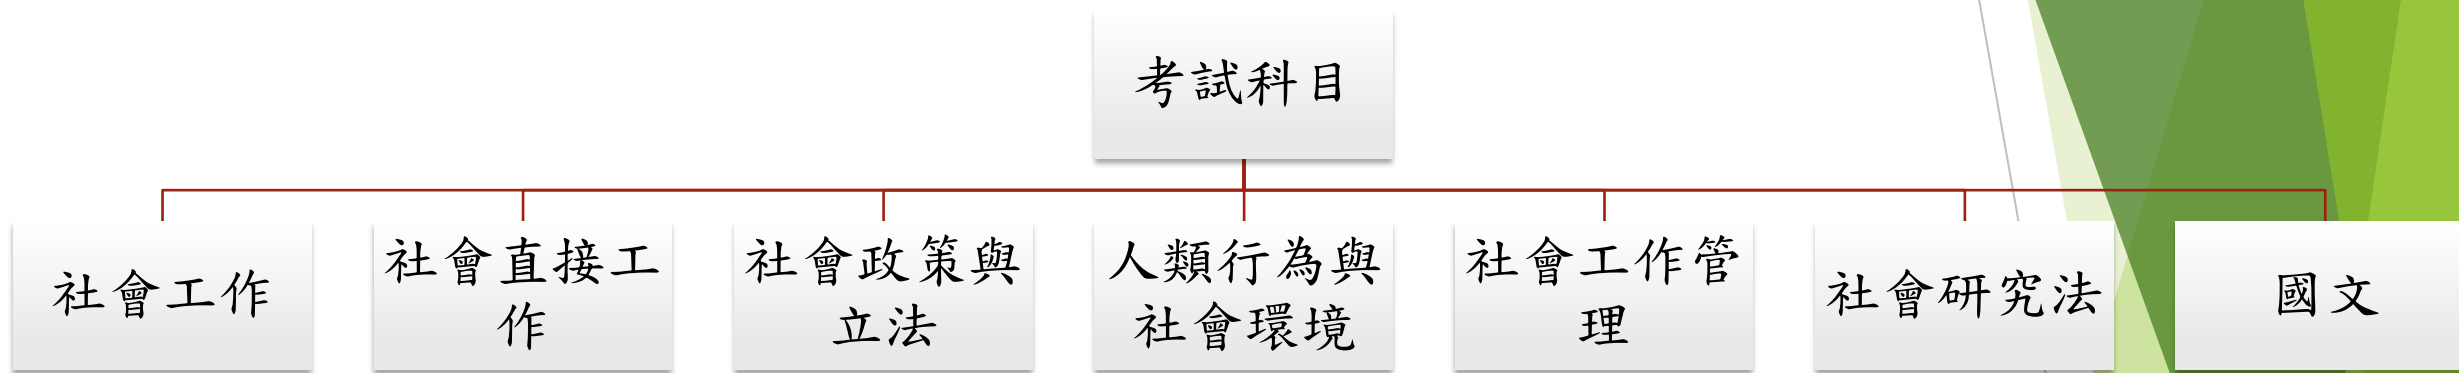 考試科目
社會工作
社會直接工
作
社會政策與
立法
人類行為與
社會環境
社會工作管
理
社會研究法
國文